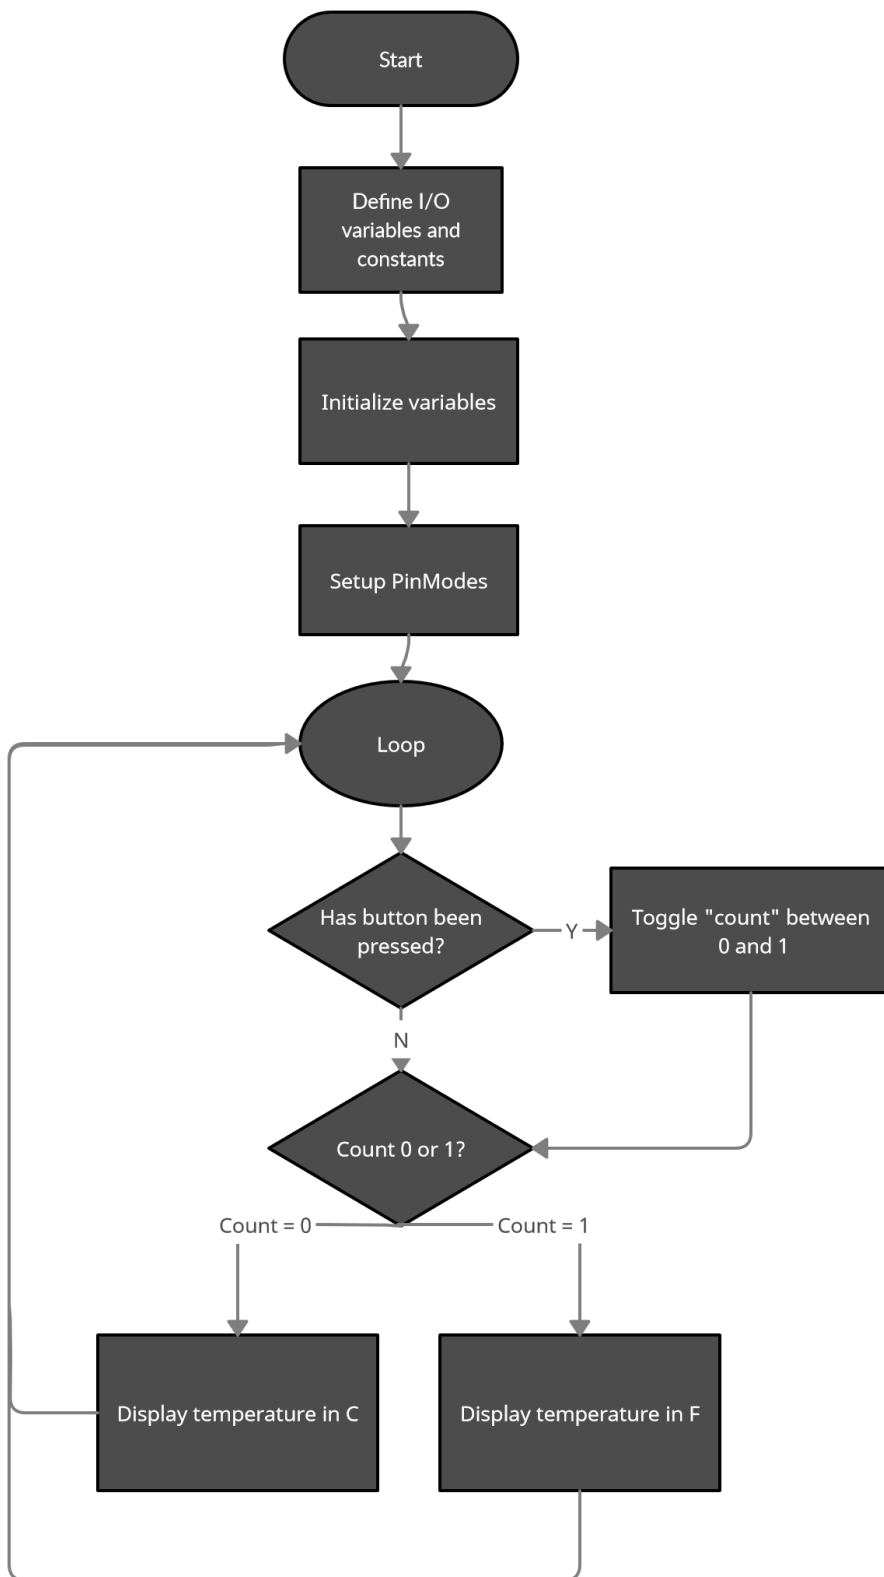 Start
Define I/O
variables and
constants
Initialize variables
Setup PinModes
Loop
Has button been
pressed?
Y
Toggle "count" between
0 and 1
N
Count 0 or 1?
Count = 0
Count = 1
Display temperature in C
Display temperature in F